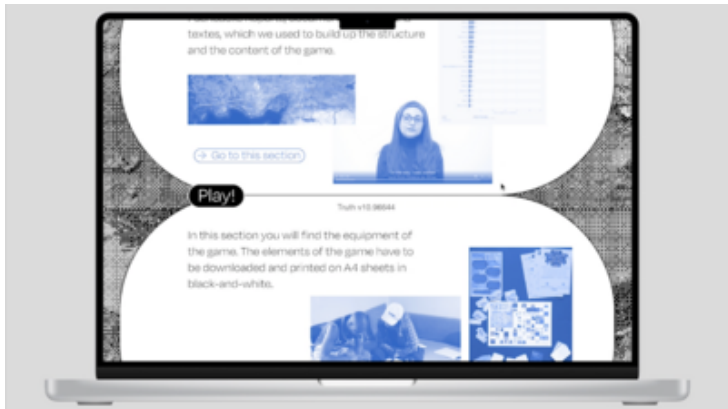 textes, which we used to build up the structure
and the content of the game.
→ Go to this section
Play!
Truth v10.96544
In this section you will find the equipment of
the game. The elements of the game have to
be downloaded and printed on A4 sheets in
black-and-white.